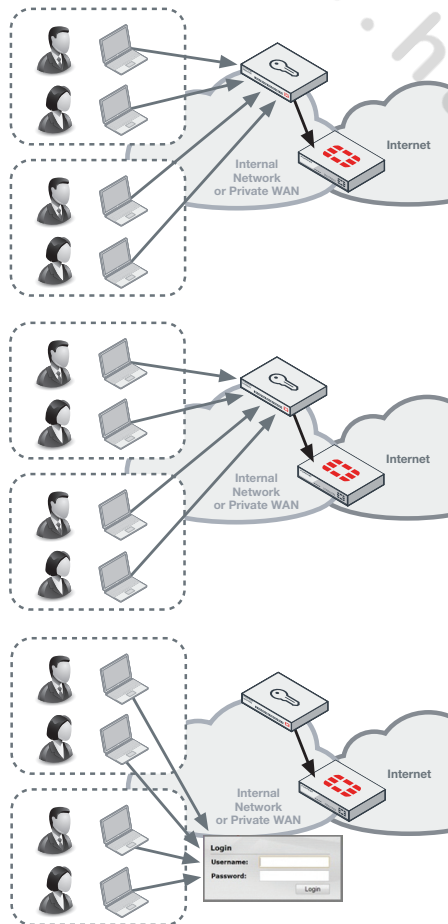 Internet
Internal
Network
or Private WAN
Internet
Internal
Network
or Private WAN
Internet
Internal
Network
or Private WAN
Login
Username:
Password:
Login